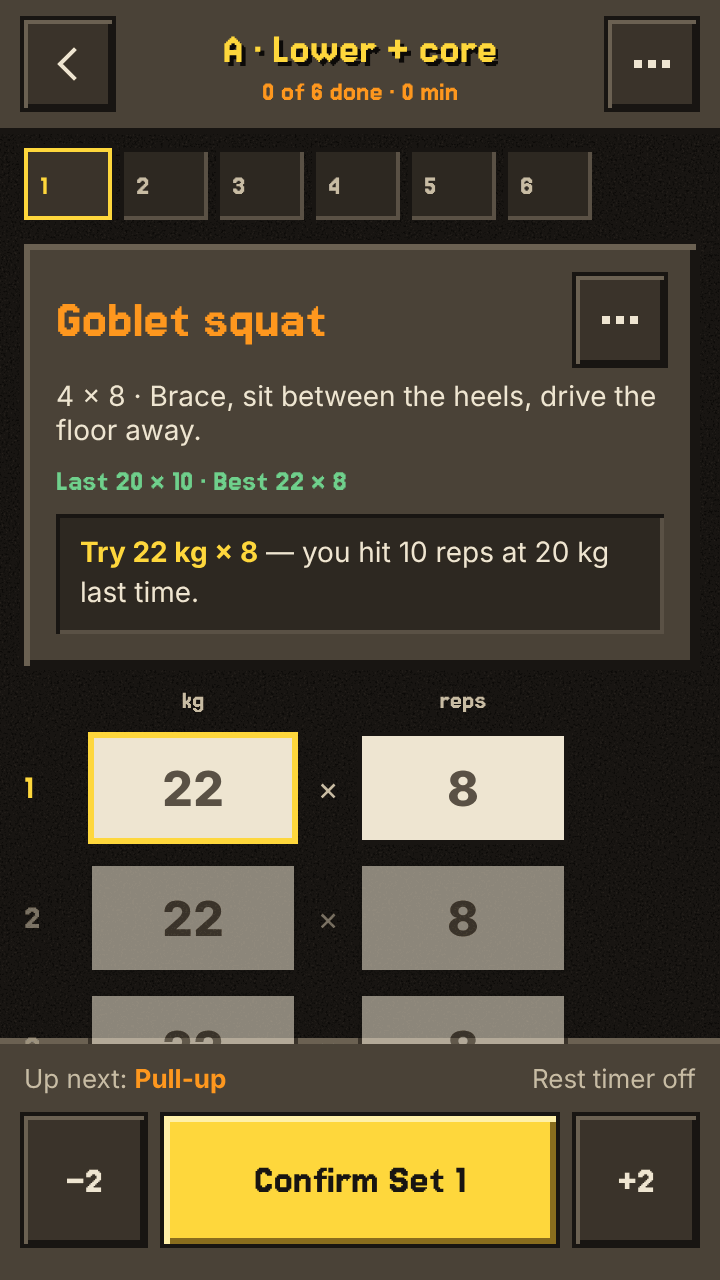 A · Lower + core
0 of 6 done · 0 min
1 2 3 4 5 6
Goblet squat
4 × 8 · Brace, sit between the heels, drive the
floor away.
Last 20 × 10 · Best 22 × 8
Try 22 kg × 8 — you hit 10 reps at 20 kg
last time.
kg reps
1 22 × 8
2 22 × 8
22 8
Up next: Pull-up Rest timer off
−2 Confirm Set 1 +2